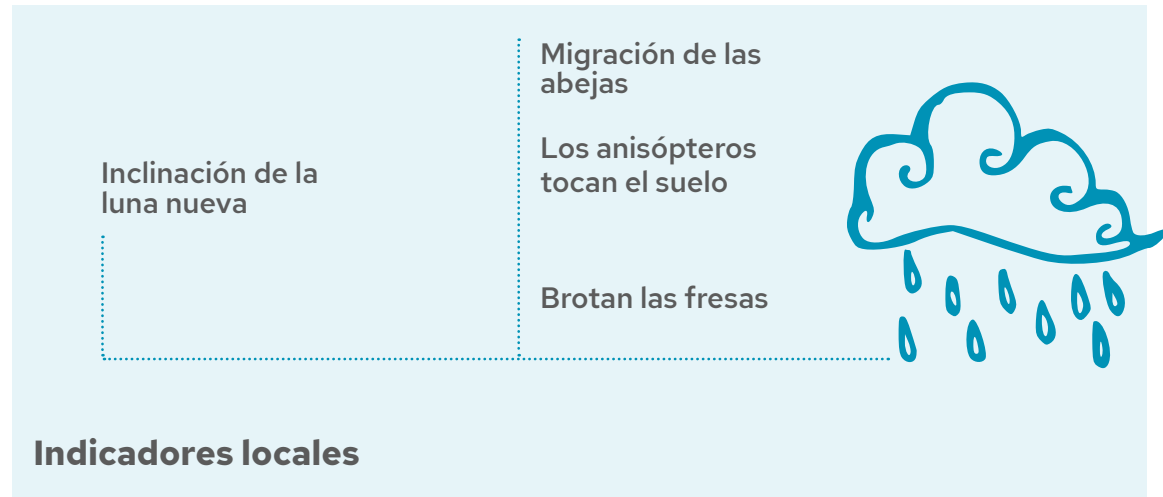 Migración de las
abejas
Los anisópteros
tocan el suelo
Inclinación de la
luna nueva
Brotan las fresas
Indicadores locales